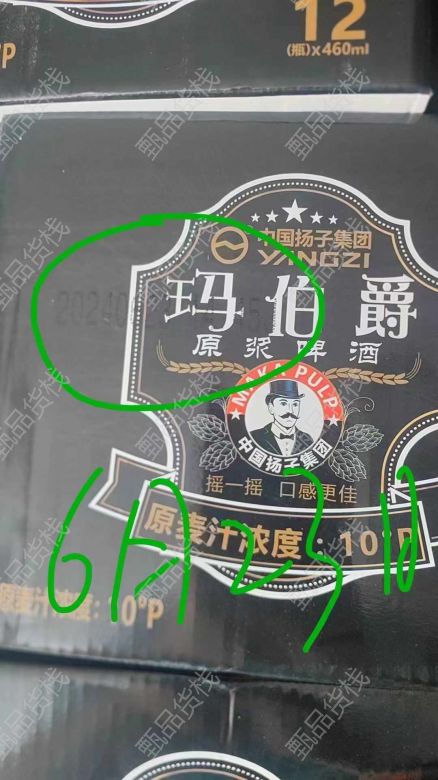 12
(瓶)x460ml
°P
中国扬子集团
YANGZI
玛伯爵
原浆啤酒
MAKA PULP
中国扬子集团
摇一摇 口感更佳
原麦汁浓度:10°P
6月23日
原麦汁浓度:10°P
甄品货栈